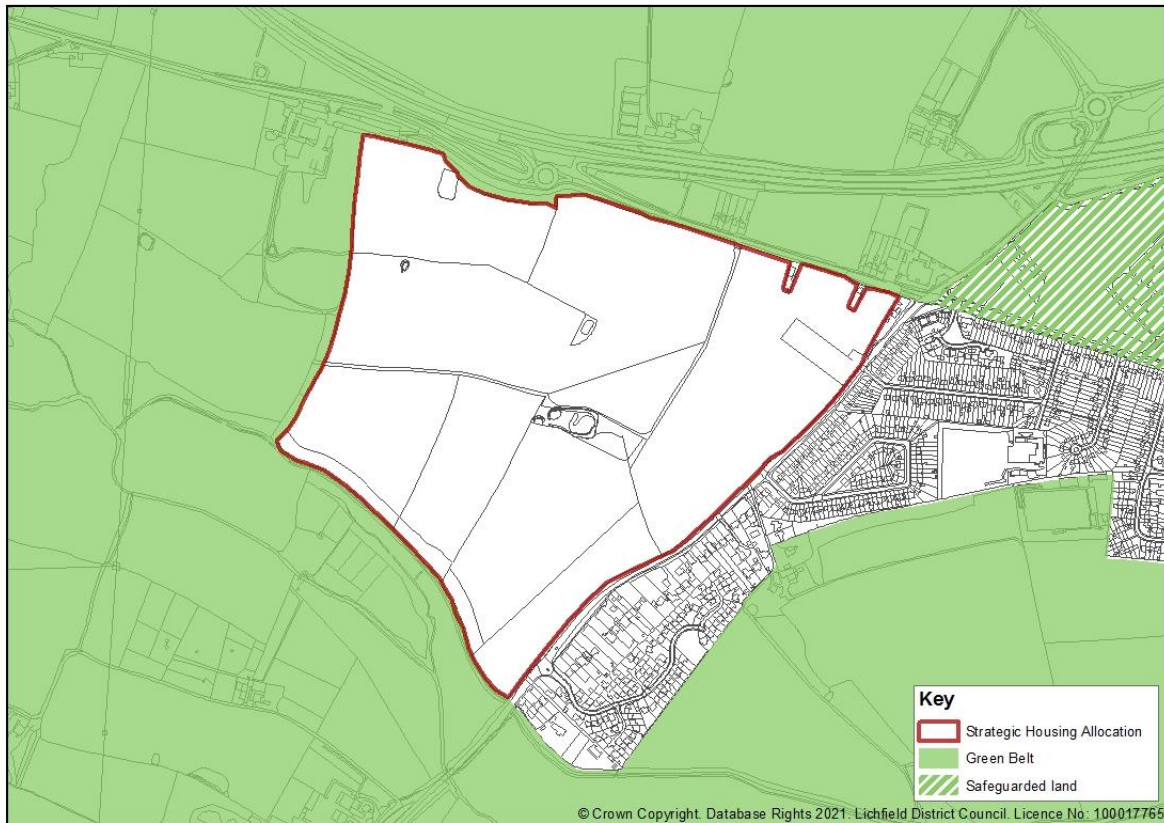 Key
Strategic Housing Allocation
Green Belt
Safeguarded land
© Crown Copyright. Database Rights 2021. Lichfield District Council. Licence No: 100017765